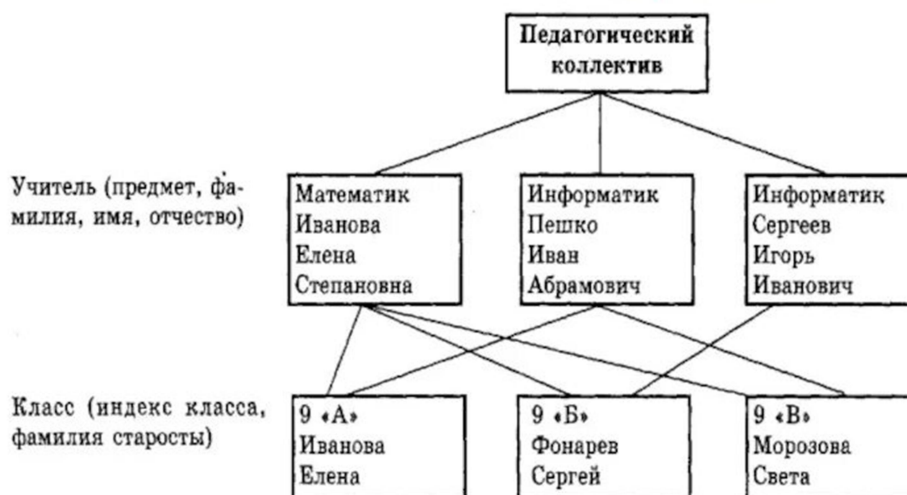 Педагогический
коллектив
Учитель (предмет, фа-
милия, имя, отчество)
Математик
Иванова
Елена
Степановна
Информатик
Пешко
Иван
Абрамович
Информатик
Сергеев
Игорь
Иванович
Класс (индекс класса,
фамилия старосты)
9 «А»
Иванова
Елена
9 «Б»
Фонарев
Сергей
9 «В»
Морозова
Света